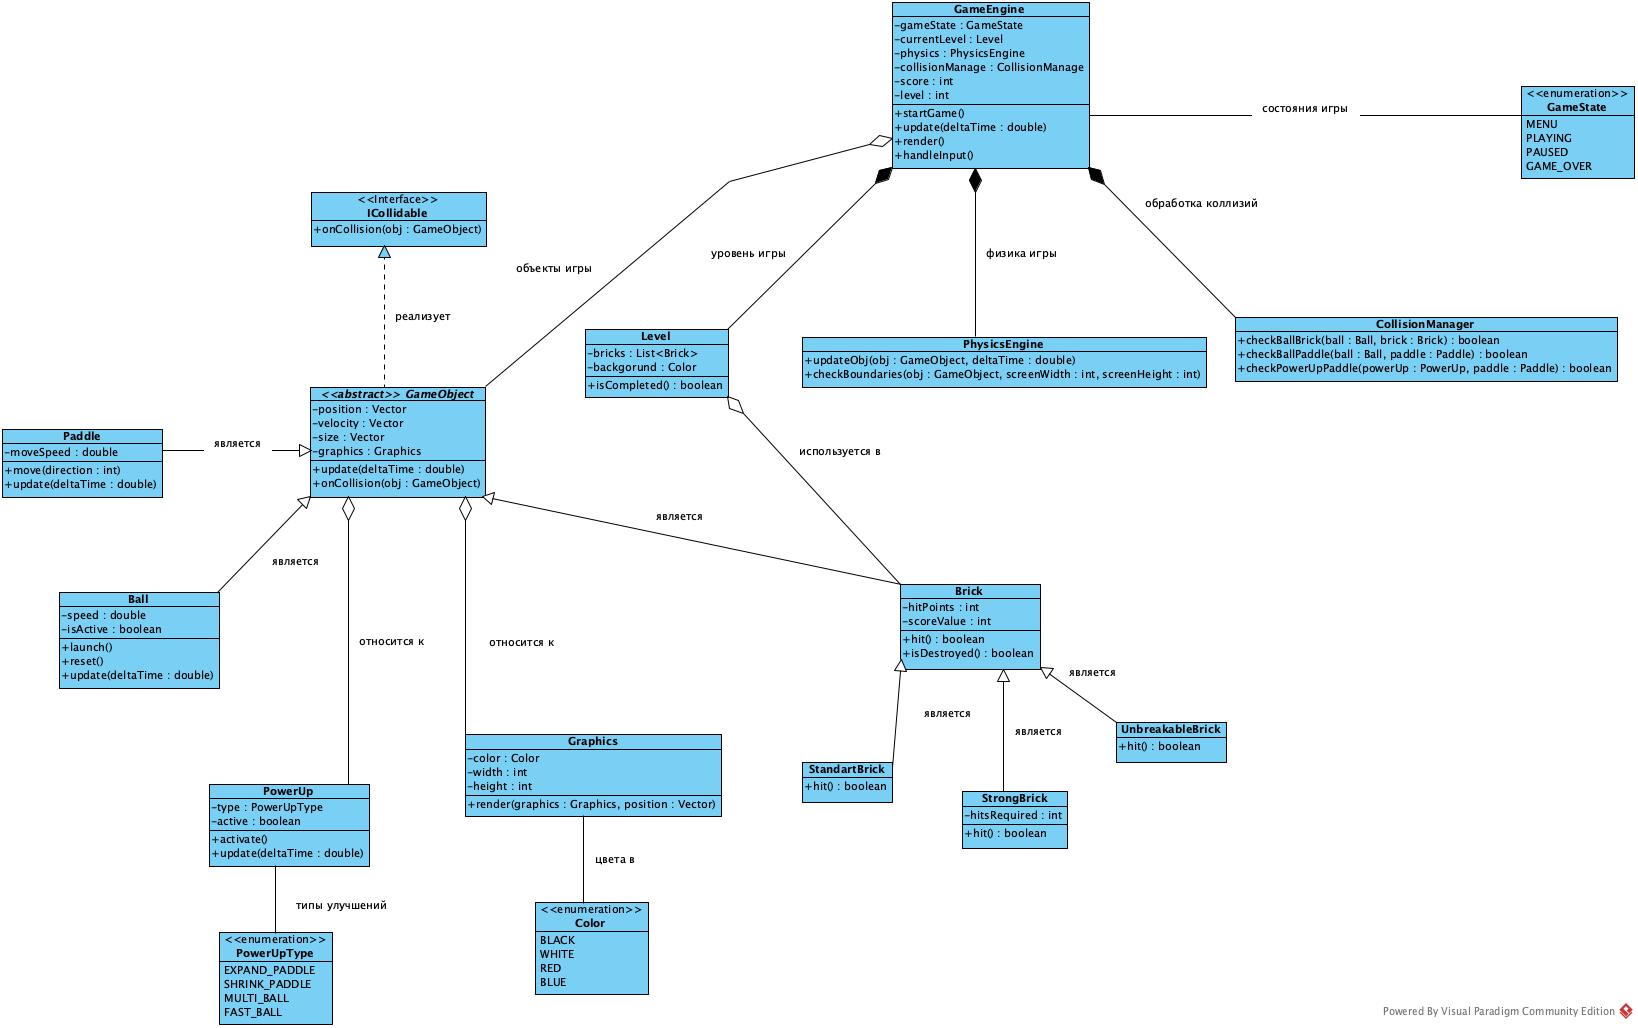 GameEngine
-gameState : GameState
-currentLevel : Level
-physics : PhysicsEngine
-collisionManage : CollisionManage
-score : int
-level : int
+startGame()
+update(deltaTime : double)
+render()
+handleInput()
состояния игры
<<enumeration>>
GameState
MENU
PLAYING
PAUSED
GAME_OVER
<<Interface>>
ICollidable
+onCollision(obj : GameObject)
реализует
объекты игры
уровень игры
физика игры
обработка коллизий
Level
-bricks : List<Brick>
-backgorund : Color
+isCompleted() : boolean
PhysicsEngine
+updateObj(obj : GameObject, deltaTime : double)
+checkBoundaries(obj : GameObject, screenWidth : int, screenHeight : int)
CollisionManager
+checkBallBrick(ball : Ball, brick : Brick) : boolean
+checkBallPaddle(ball : Ball, paddle : Paddle) : boolean
+checkPowerUpPaddle(powerUp : PowerUp, paddle : Paddle) : boolean
<<abstract>> GameObject
-position : Vector
-velocity : Vector
-size : Vector
-graphics : Graphics
+update(deltaTime : double)
+onCollision(obj : GameObject)
Paddle
-moveSpeed : double
+move(direction : int)
+update(deltaTime : double)
является
используется в
является
является
Ball
-speed : double
-isActive : boolean
+launch()
+reset()
+update(deltaTime : double)
относится к
относится к
Brick
-hitPoints : int
-scoreValue : int
+hit() : boolean
+isDestroyed() : boolean
является
является
является
UnbreakableBrick
+hit() : boolean
StandartBrick
+hit() : boolean
StrongBrick
-hitsRequired : int
+hit() : boolean
Graphics
-color : Color
-width : int
-height : int
+render(graphics : Graphics, position : Vector)
PowerUp
-type : PowerUpType
-active : boolean
+activate()
+update(deltaTime : double)
цвета в
типы улучшений
<<enumeration>>
Color
BLACK
WHITE
RED
BLUE
<<enumeration>>
PowerUpType
EXPAND_PADDLE
SHRINK_PADDLE
MULTI_BALL
FAST_BALL
Powered By Visual Paradigm Community Edition